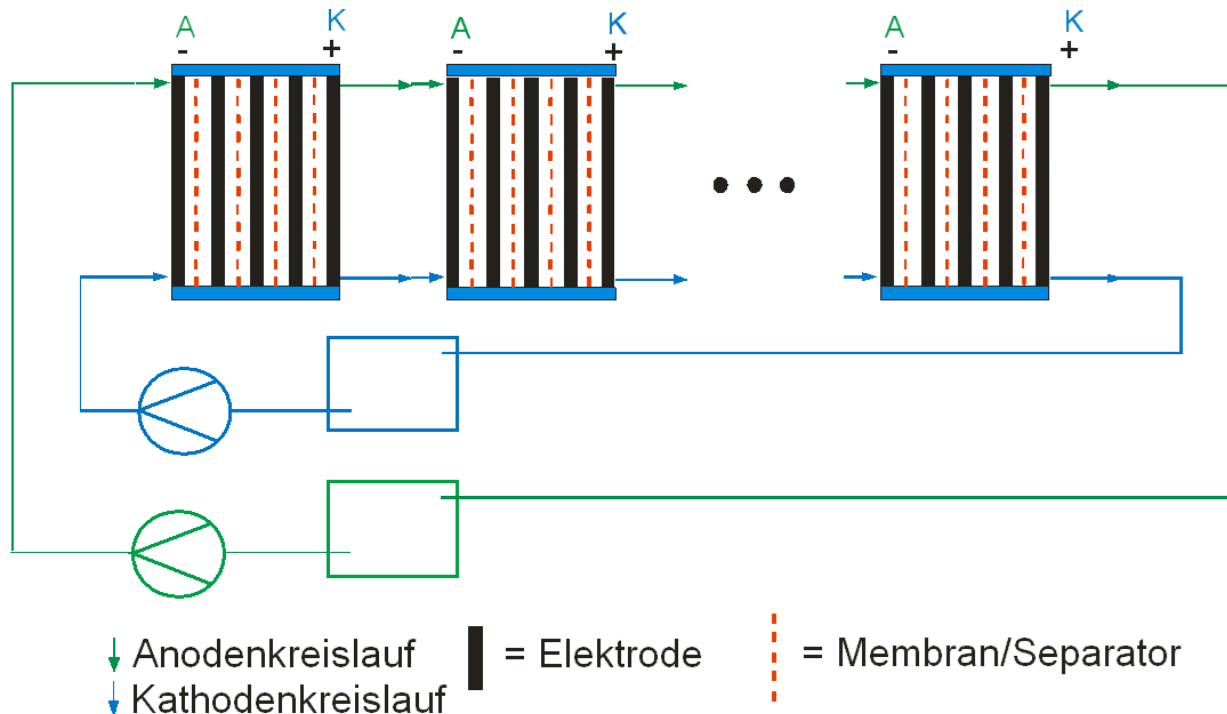 A K A K A K
- + - + - +
Anodenkreislauf = Elektrode = Membran/Separator
Kathodenkreislauf